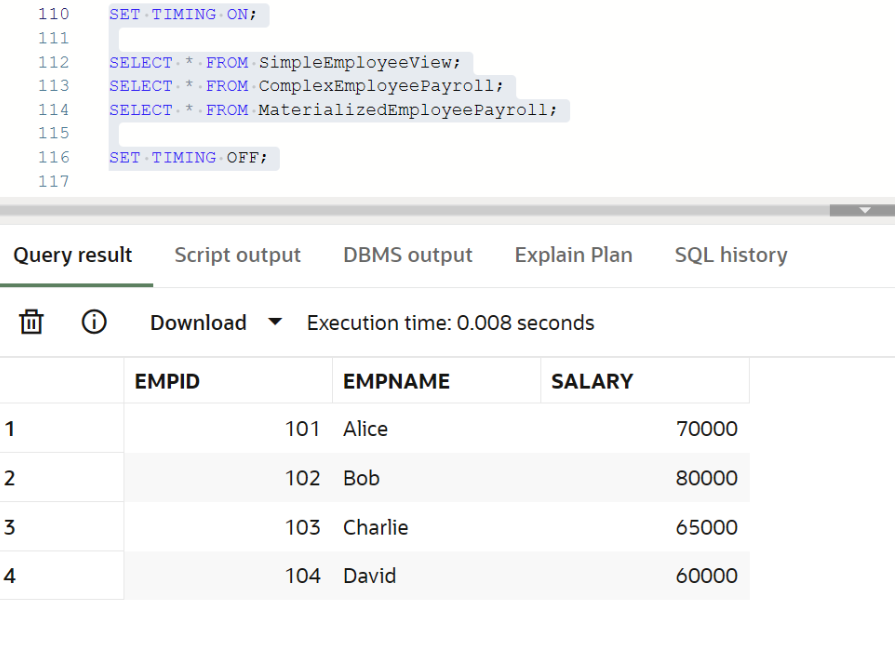 110 SET TIMING ON;
111
112 SELECT * FROM SimpleEmployeeView;
113 SELECT * FROM ComplexEmployeePayroll;
114 SELECT * FROM MaterializedEmployeePayroll;
115
116 SET TIMING OFF;
117
Query result Script output DBMS output Explain Plan SQL history
Download Execution time: 0.008 seconds
EMPID EMPNAME SALARY
1 101 Alice 70000
2 102 Bob 80000
3 103 Charlie 65000
4 104 David 60000